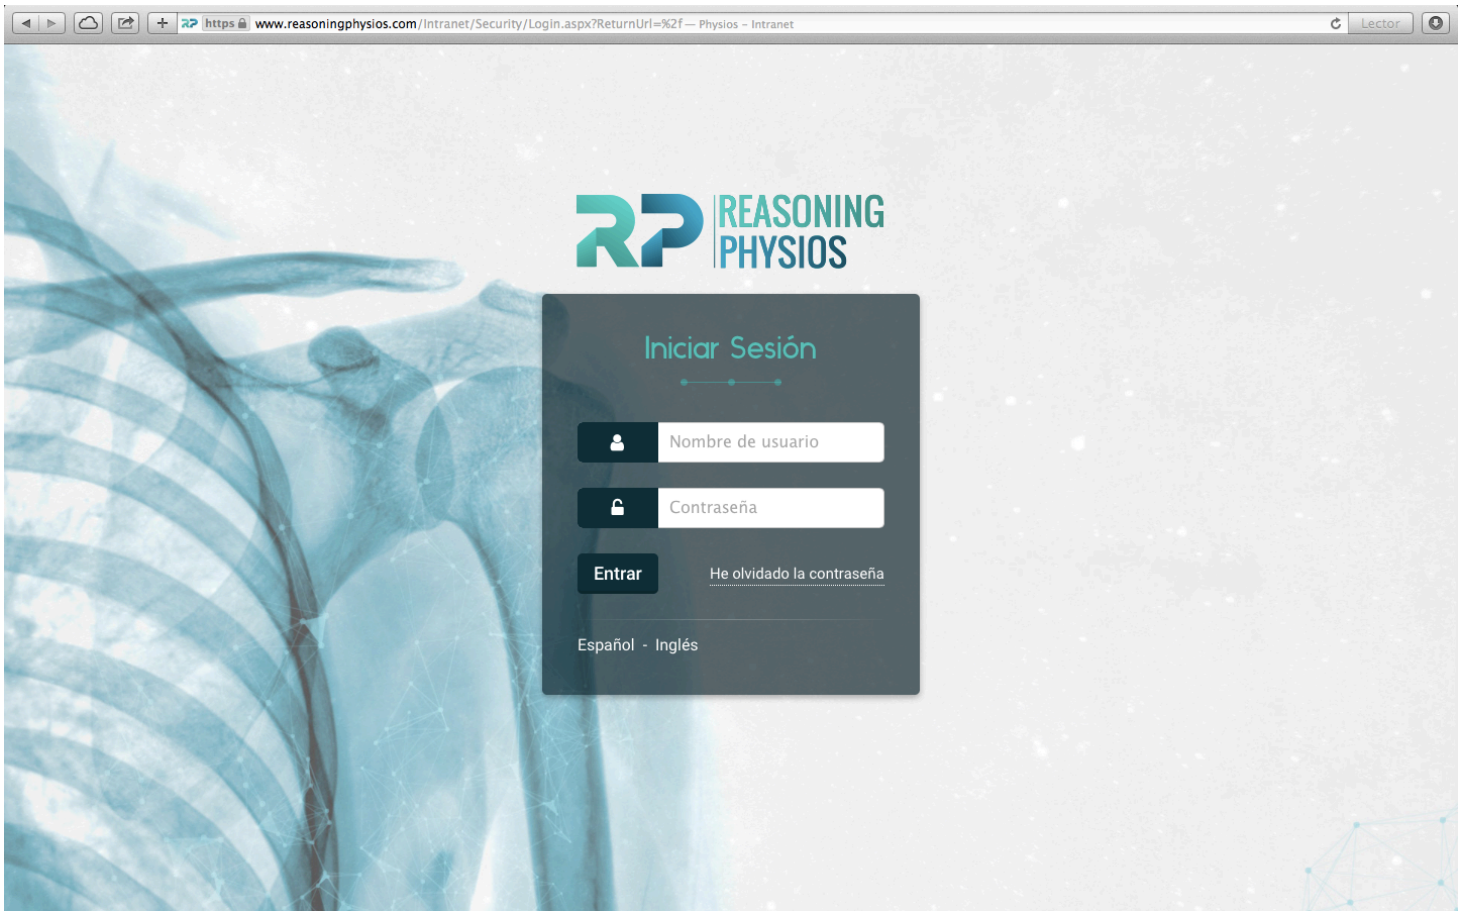 https www.reasoningphysios.com/Intranet/Security/Login.aspx?ReturnUrl=%2f — Physios - Intranet
Lector
RP REASONING
PHYSIOS
Iniciar Sesión
Nombre de usuario
Contraseña
Entrar
He olvidado la contraseña
Español - Inglés